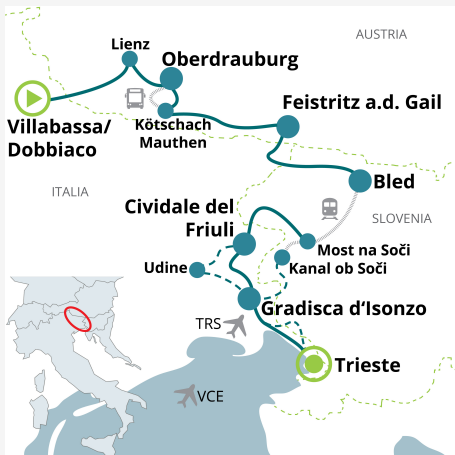 AUSTRIA
Lienz
Oberdrauburg
Feistritz a.d. Gail
Villabassa/
Dobbiaco
Kötschach
Mauthen
Bled
ITALIA
SLOVENIA
Cividale del
Friuli
Most na Soči
Kanal ob Soči
Udine
Gradisca d‘Isonzo
TRS
Trieste
VCE